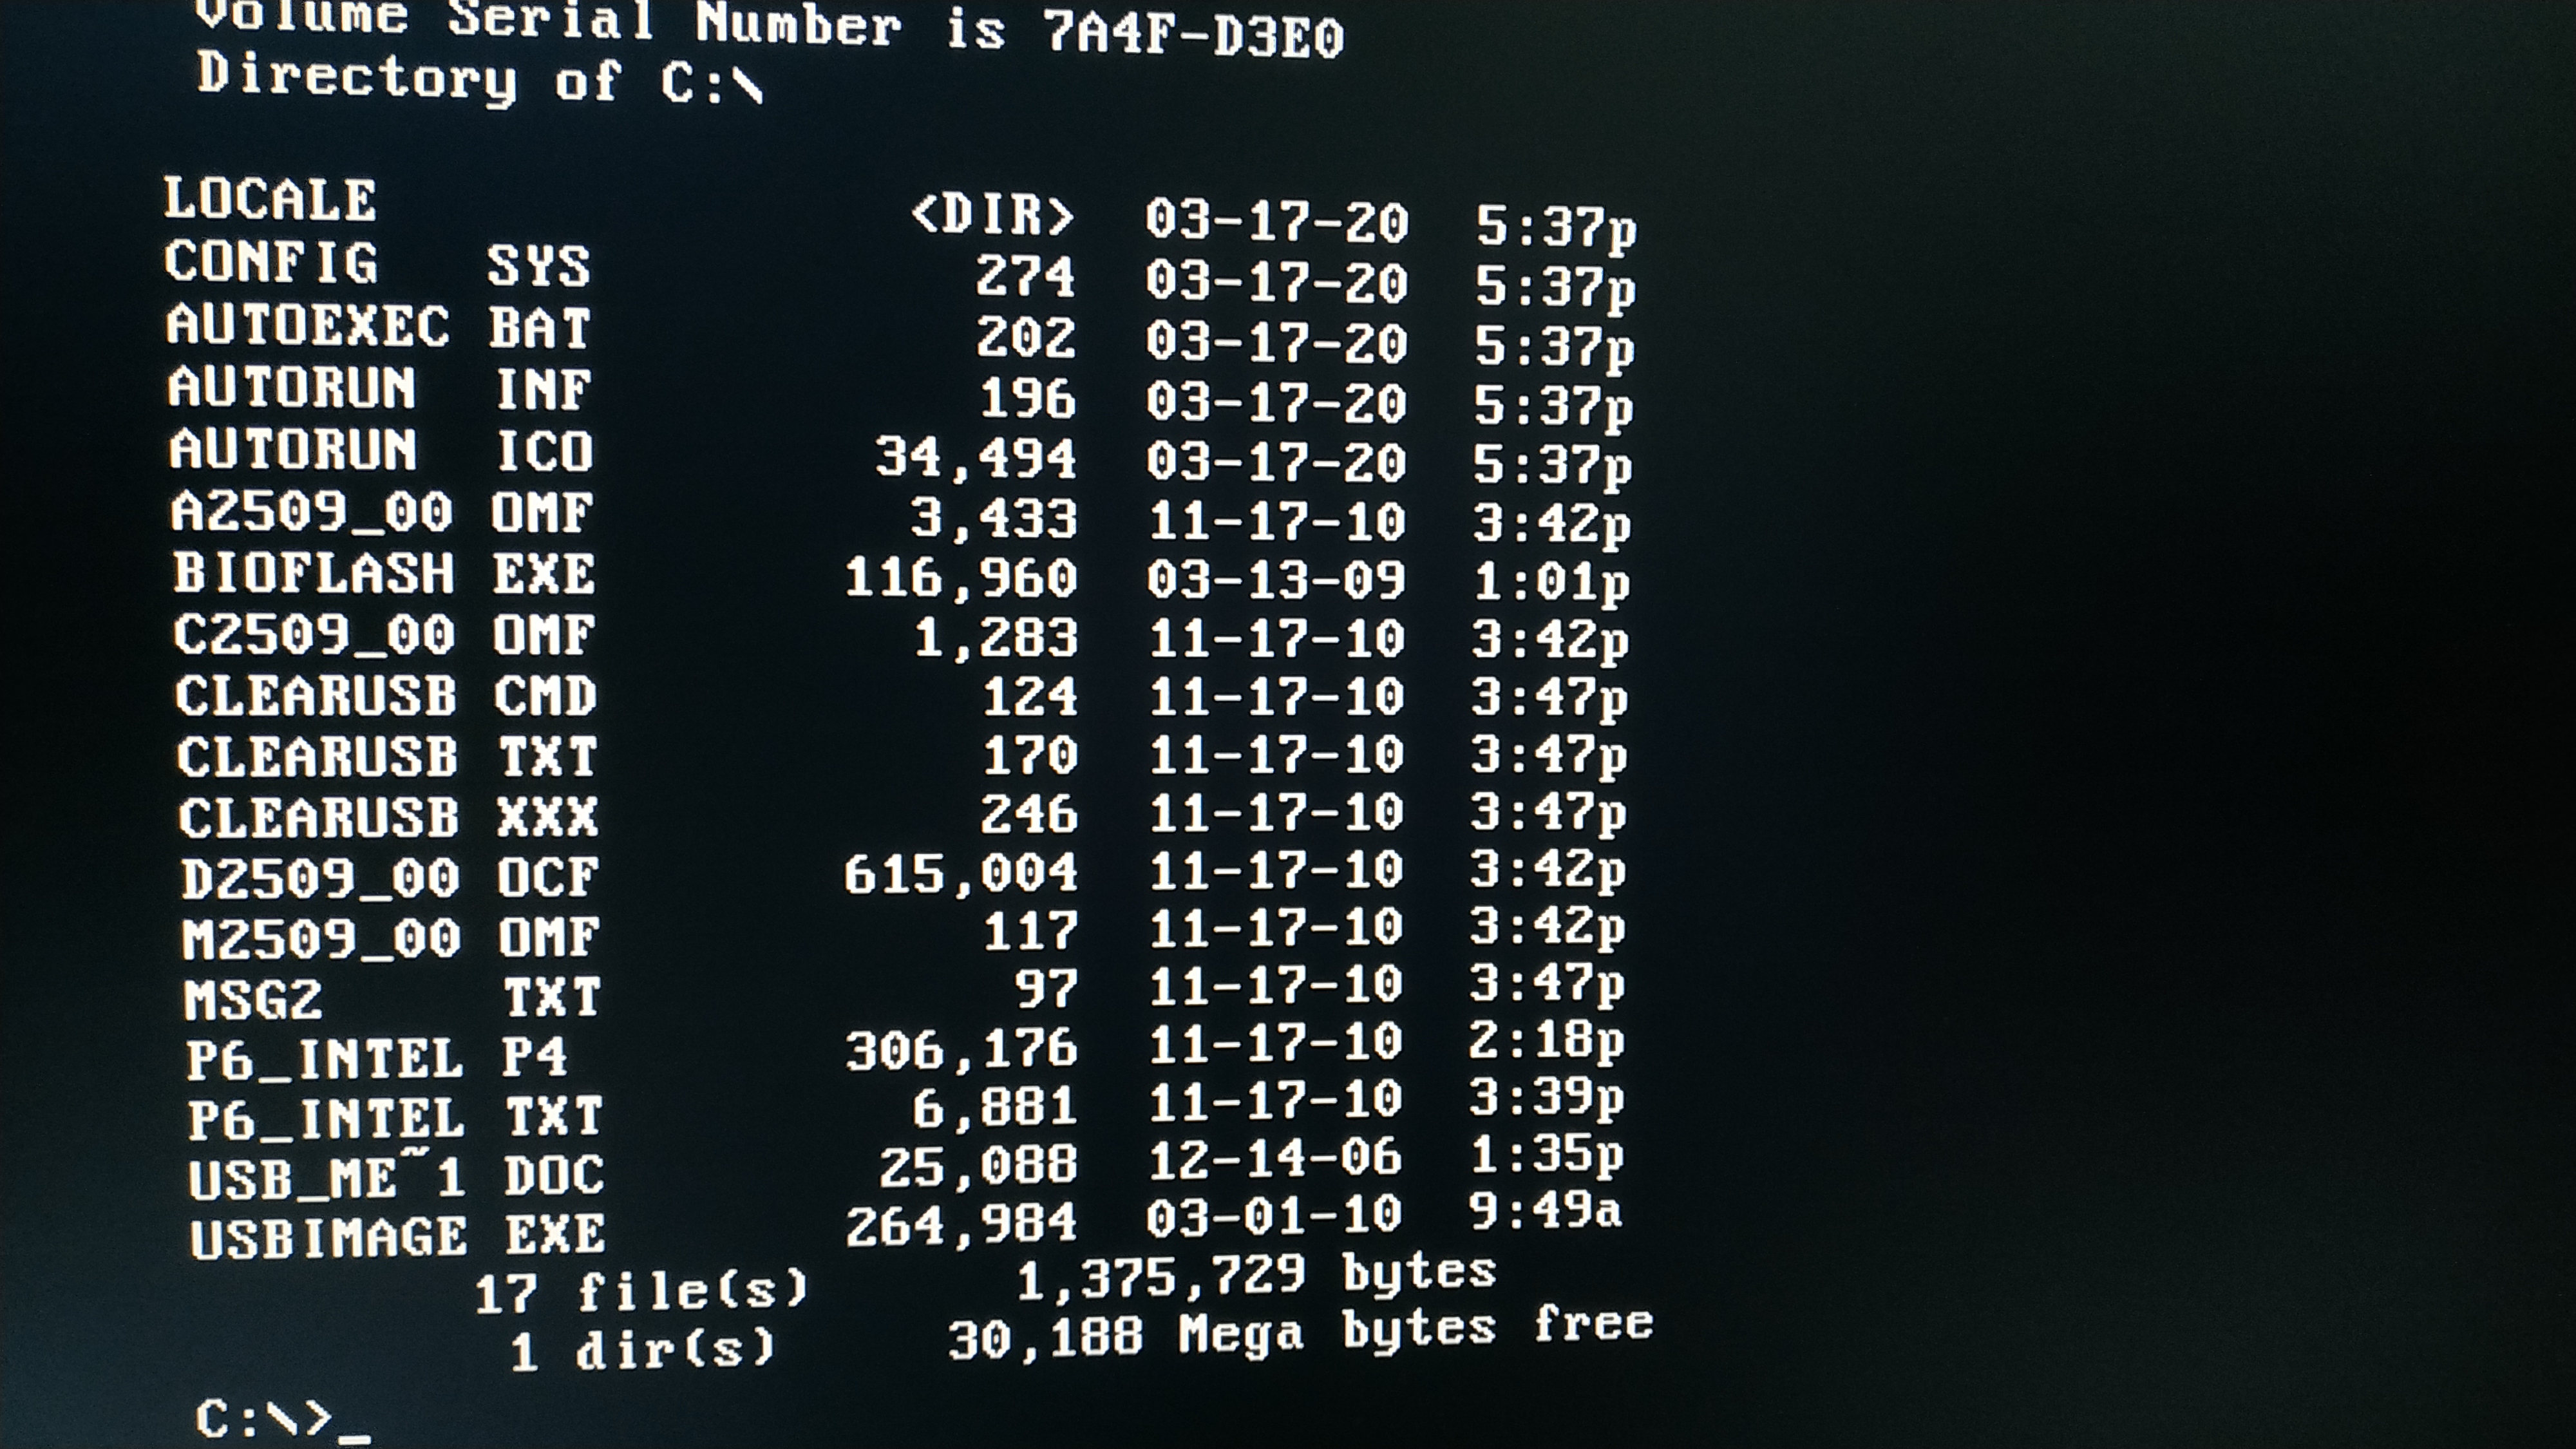 Volume Serial Number is 7A4F-D3E0
Directory of C:\
LOCALE <DIR> 03-17-20 5:37p
CONFIG SYS 274 03-17-20 5:37p
AUTOEXEC BAT 202 03-17-20 5:37p
AUTORUN INF 196 03-17-20 5:37p
AUTORUN ICO 34,494 03-17-20 5:37p
A2509_00 OMF 3,433 11-17-10 3:42p
BIOFLASH EXE 116,960 03-13-09 1:01p
C2509_00 OMF 1,283 11-17-10 3:42p
CLEARUSB CMD 124 11-17-10 3:47p
CLEARUSB TXT 170 11-17-10 3:47p
CLEARUSB XXX 246 11-17-10 3:47p
D2509_00 OCF 615,004 11-17-10 3:42p
M2509_00 OMF 117 11-17-10 3:42p
MSG2 TXT 97 11-17-10 3:47p
P6_INTEL P4 306,176 11-17-10 2:18p
P6_INTEL TXT 6,881 11-17-10 3:39p
USB_ME~1 DOC 25,088 12-14-06 1:35p
USBIMAGE EXE 264,984 03-01-10 9:49a
17 file(s) 1,375,729 bytes
1 dir(s) 30,188 Mega bytes free
C:\>_